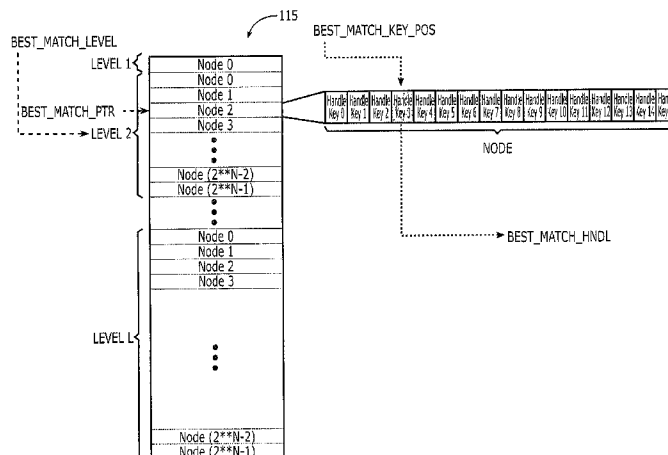 115
BEST_MATCH_LEVEL
BEST_MATCH_KEY_POS
LEVEL 1
Node 0
Node 0
Node 1
BEST_MATCH_PTR
Node 2
Node 3
LEVEL 2
Handle Handle Handle Handle Handle Handle Handle Handle Handle Handle Handle Handle Handle Handle Handle
Key 0 Key 1 Key 2 Key 3 Key 4 Key 5 Key 6 Key 7 Key 8 Key 9 Key 10 Key 11 Key 12 Key 13 Key 14 Key
NODE
Node (2**N-2)
Node (2**N-1)
Node 0
Node 1
Node 2
Node 3
BEST_MATCH_HNDL
LEVEL L
Node (2**N-2)
Node (2**N-1)